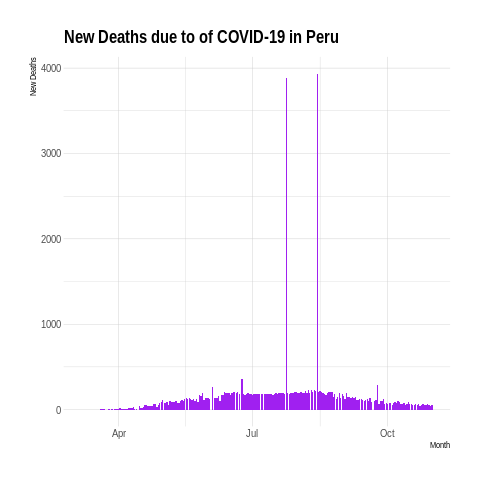 New Deaths due to of COVID-19 in Peru
New Deaths
4000
3000
2000
1000
0
Apr
Jul
Oct
Month